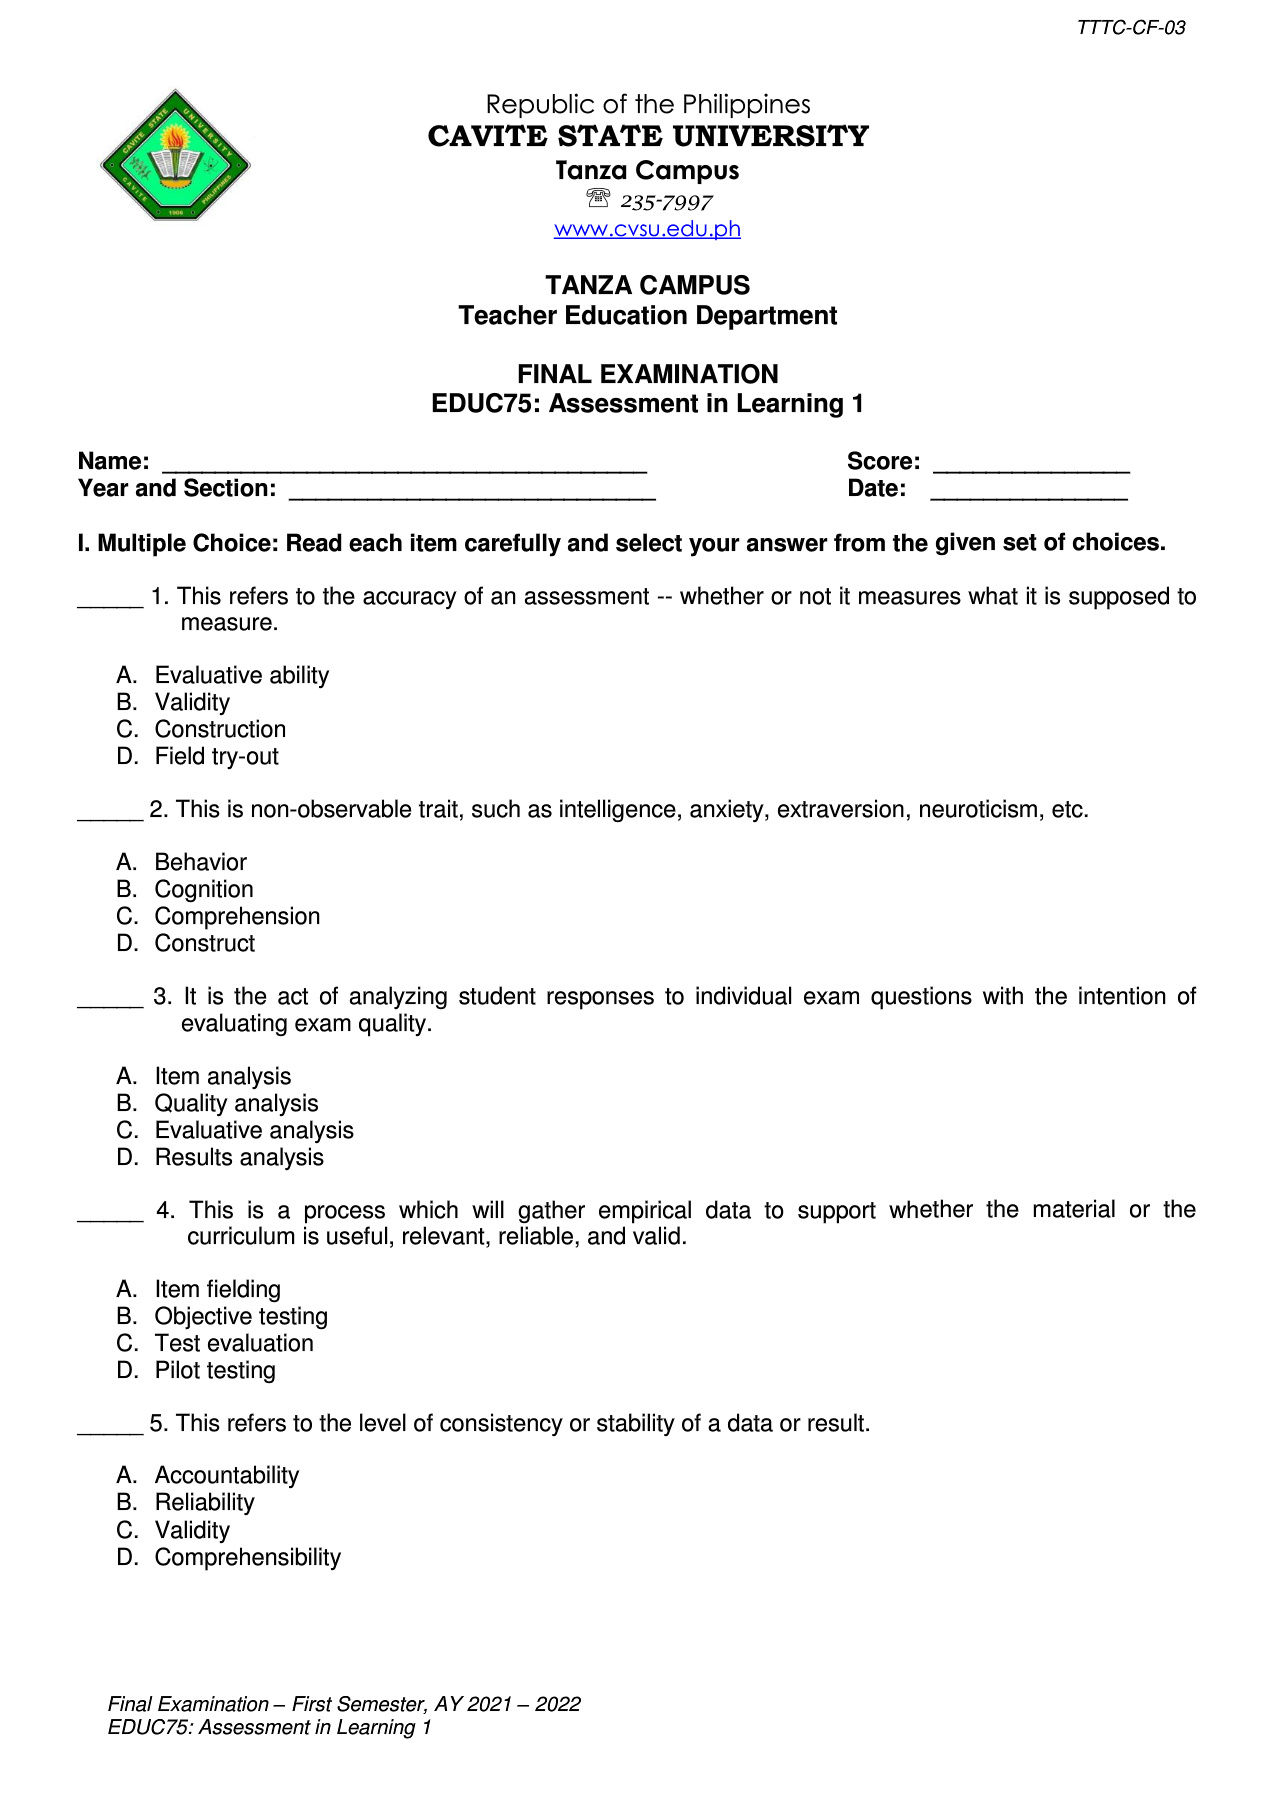 TTTC-CF-03
CAVITE STATE UNIVERSITY
CAVITE
PHILIPPINES
1906
Republic of the Philippines
CAVITE STATE UNIVERSITY
Tanza Campus
☏ 235-7997
www.cvsu.edu.ph
TANZA CAMPUS
Teacher Education Department
FINAL EXAMINATION
EDUC75: Assessment in Learning 1
Name: _____________________________________ Score: _______________
Year and Section: ____________________________ Date: _______________
I. Multiple Choice: Read each item carefully and select your answer from the given set of choices.
_____ 1. This refers to the accuracy of an assessment -- whether or not it measures what it is supposed to
measure.
A. Evaluative ability
B. Validity
C. Construction
D. Field try-out
_____ 2. This is non-observable trait, such as intelligence, anxiety, extraversion, neuroticism, etc.
A. Behavior
B. Cognition
C. Comprehension
D. Construct
_____ 3. It is the act of analyzing student responses to individual exam questions with the intention of
evaluating exam quality.
A. Item analysis
B. Quality analysis
C. Evaluative analysis
D. Results analysis
_____ 4. This is a process which will gather empirical data to support whether the material or the
curriculum is useful, relevant, reliable, and valid.
A. Item fielding
B. Objective testing
C. Test evaluation
D. Pilot testing
_____ 5. This refers to the level of consistency or stability of a data or result.
A. Accountability
B. Reliability
C. Validity
D. Comprehensibility
Final Examination – First Semester, AY 2021 – 2022
EDUC75: Assessment in Learning 1